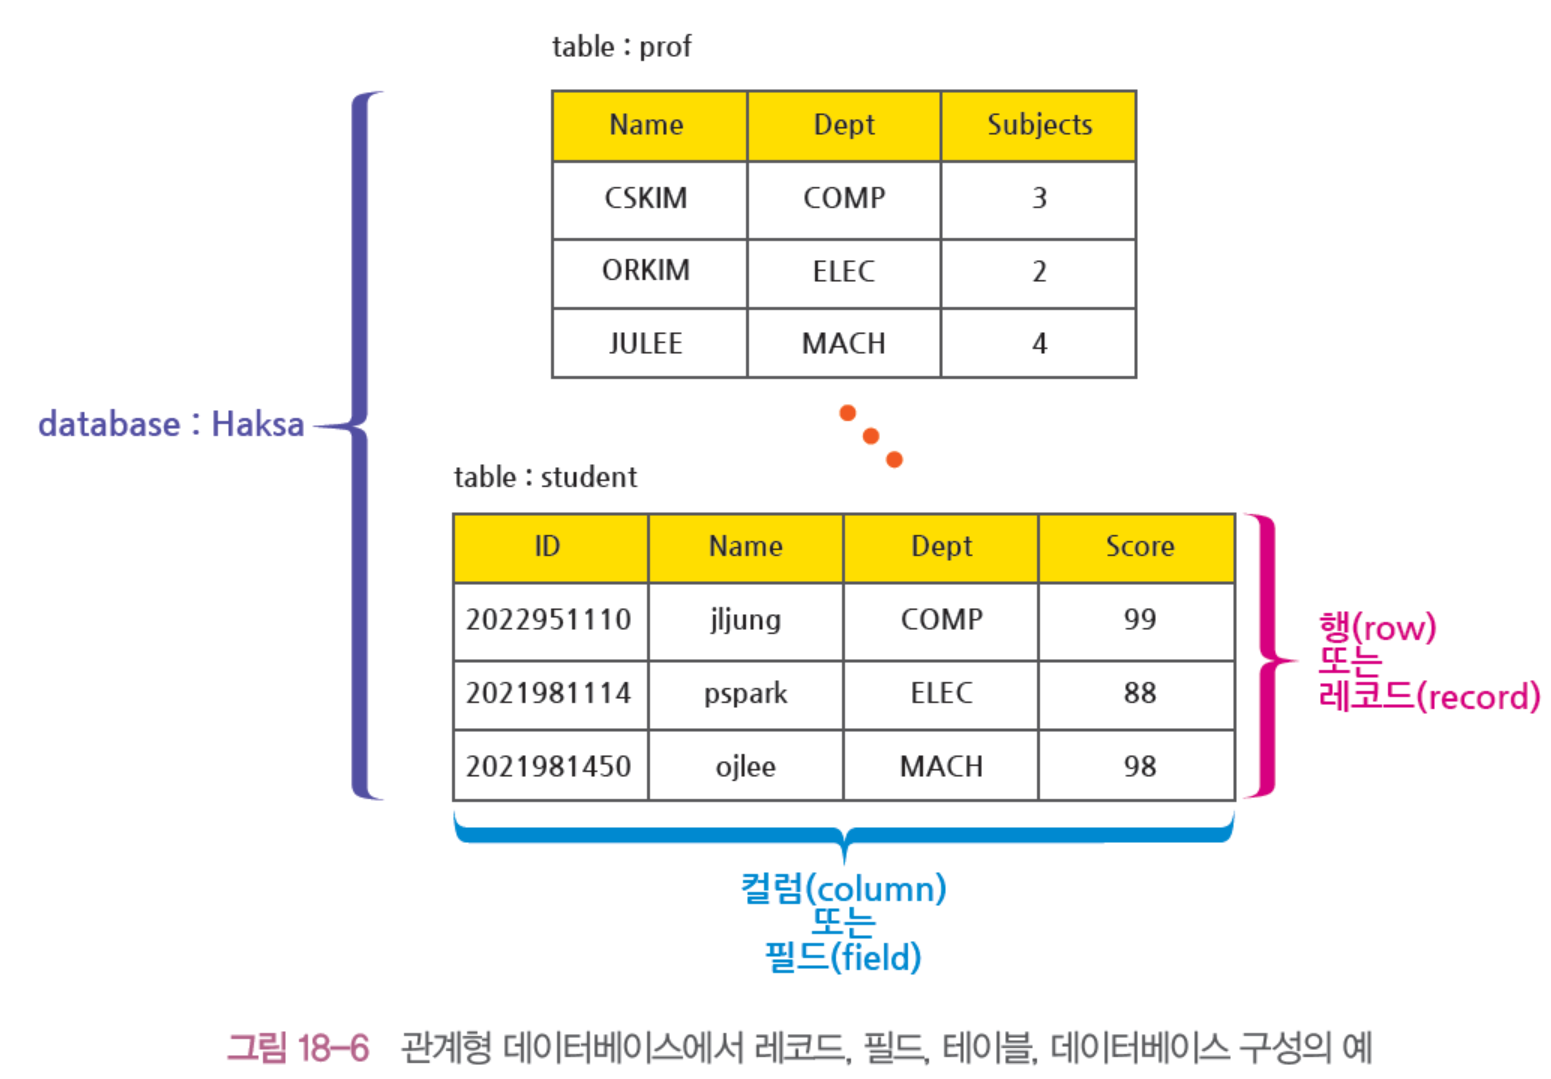 table : prof
Name Dept Subjects
CSKIM COMP 3
ORKIM ELEC 2
JULEE MACH 4
database : Haksa
table : student
ID Name Dept Score
2022951110 jljung COMP 99
2021981114 pspark ELEC 88
2021981450 ojlee MACH 98
행(row)
또는
레코드(record)
컬럼(column)
또는
필드(field)
그림 18-6 관계형 데이터베이스에서 레코드, 필드, 테이블, 데이터베이스 구성의 예